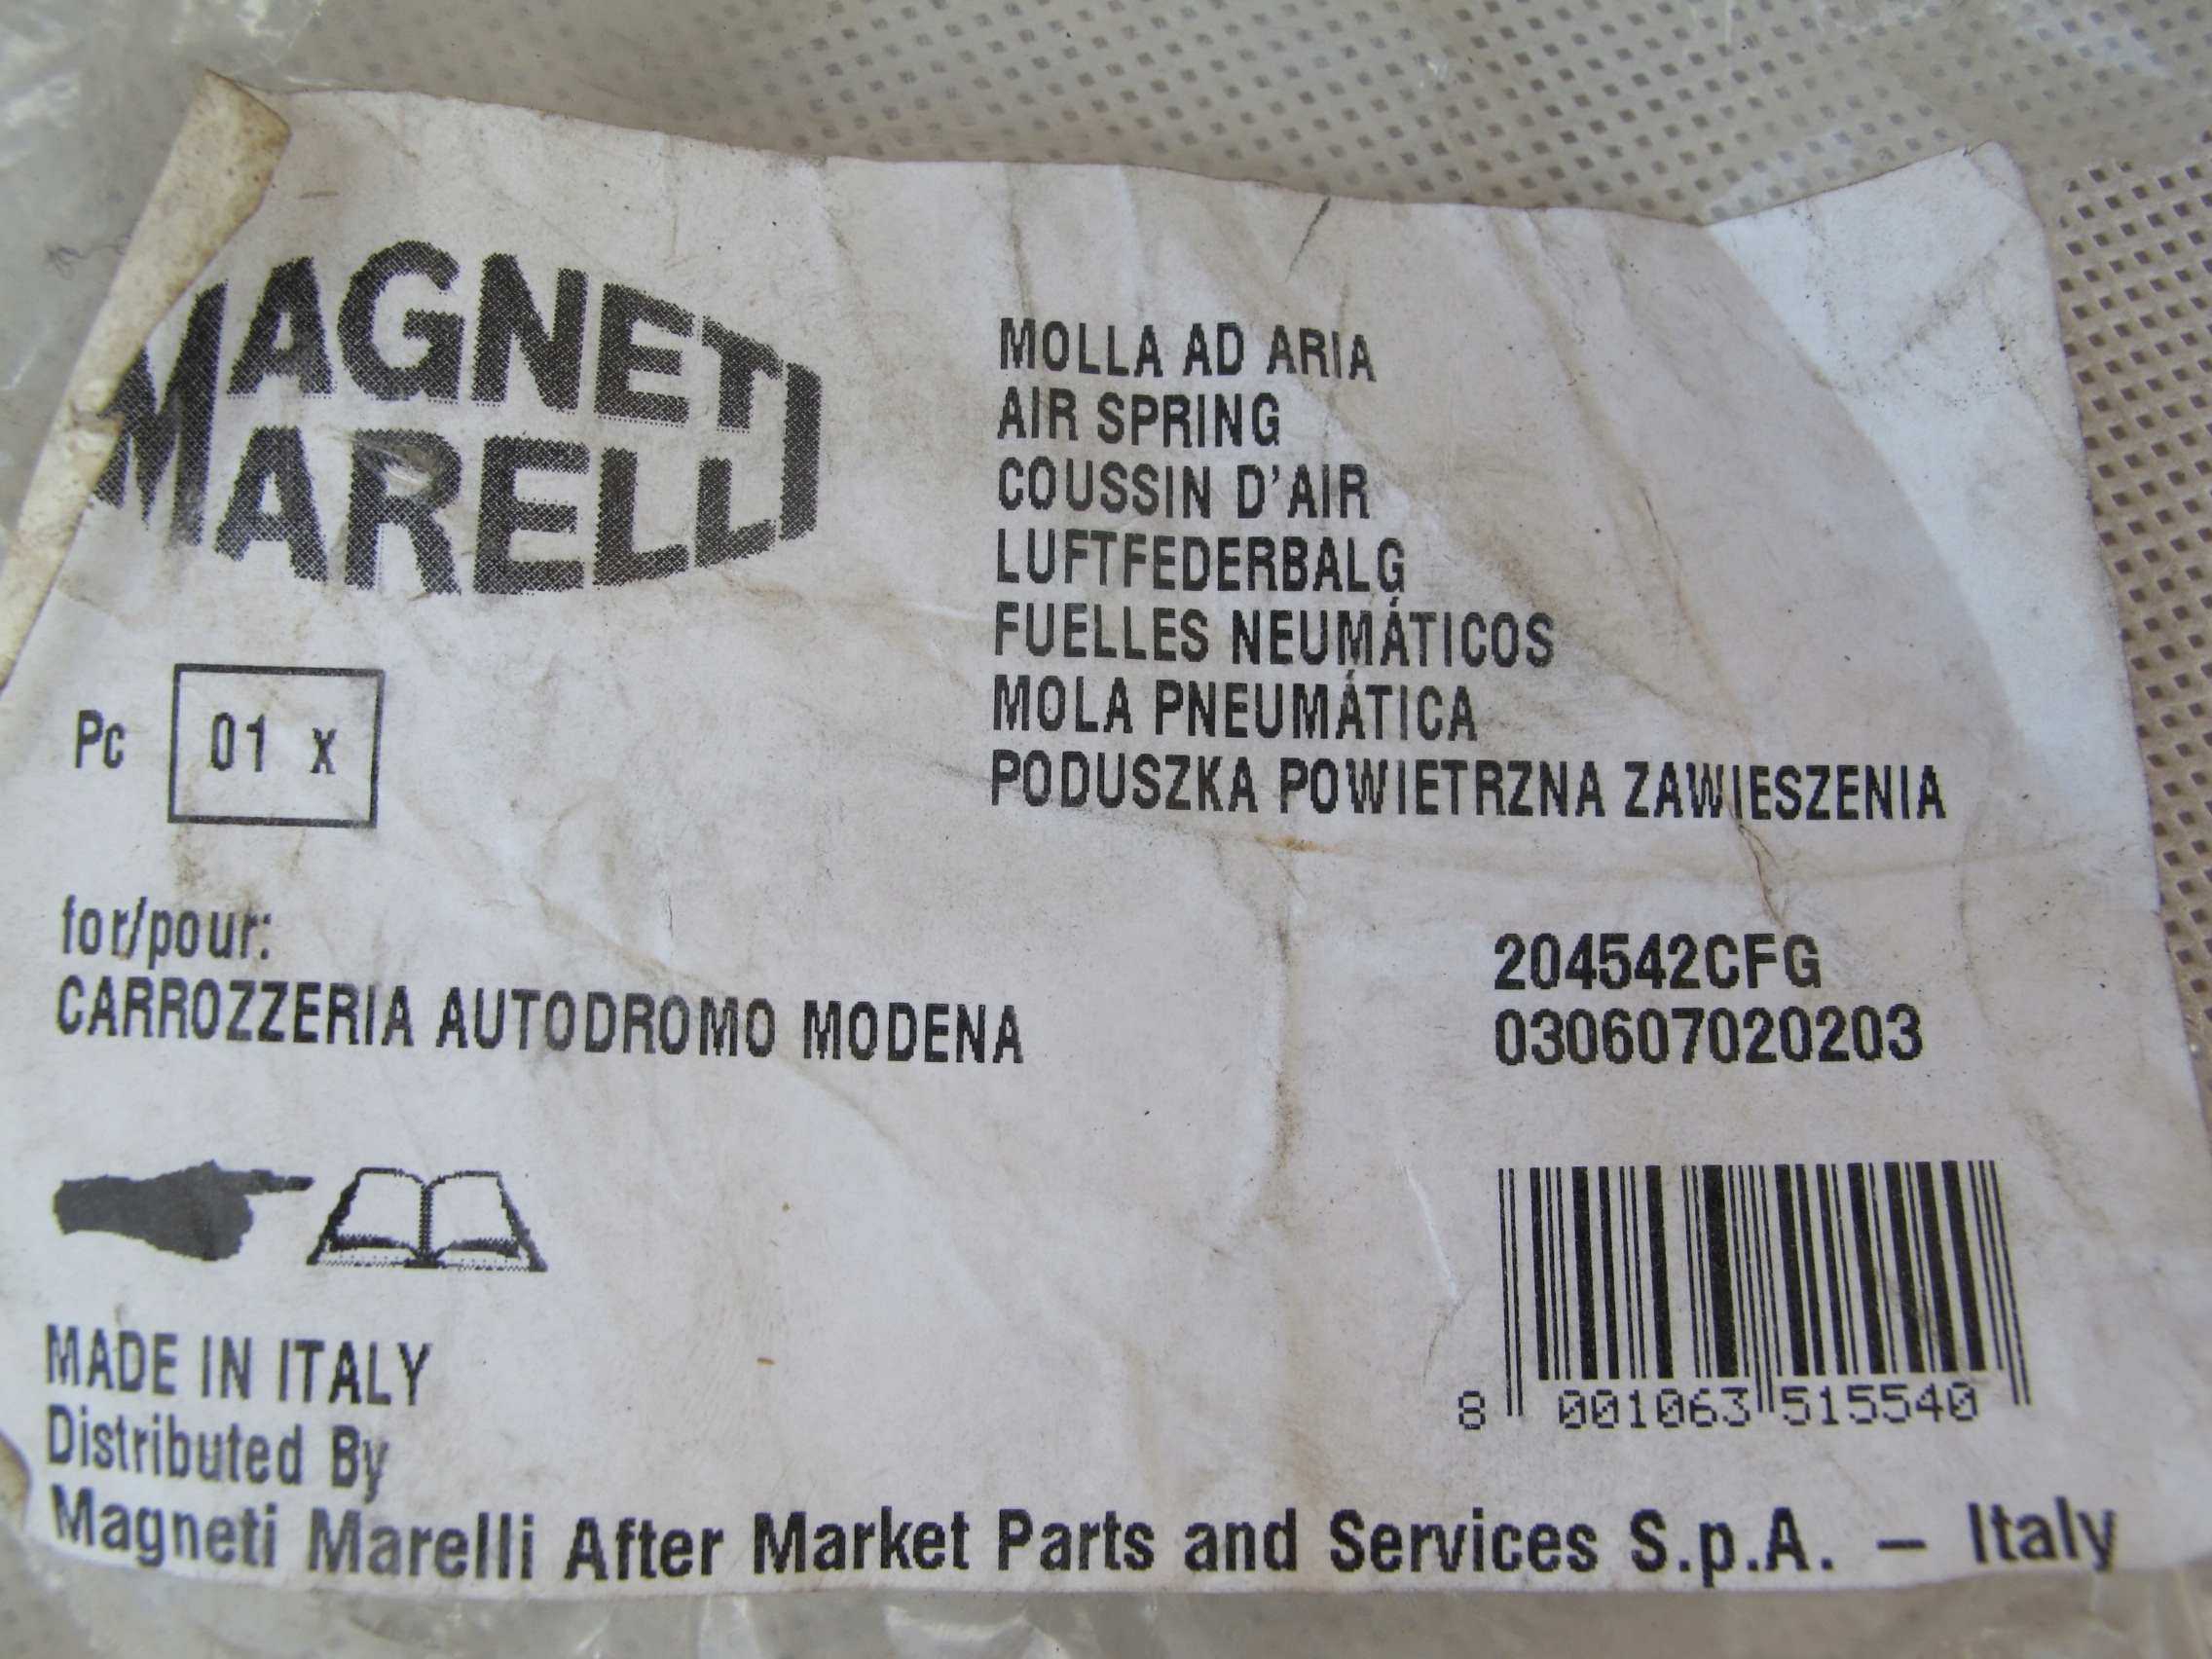 MAGNETI
MARELLI
MOLLA AD ARIA
AIR SPRING
COUSSIN D'AIR
LUFTFEDERBALG
FUELLES NEUMÁTICOS
MOLA PNEUMÁTICA
PODUSZKA POWIETRZNA ZAWIESZENIA
Pc 01 x
for/pour:
CARROZZERIA AUTODROMO MODENA
204542CFG
030607020203
8 001063 515540
MADE IN ITALY
Distributed By
Magneti Marelli After Market Parts and Services S.p.A. – Italy